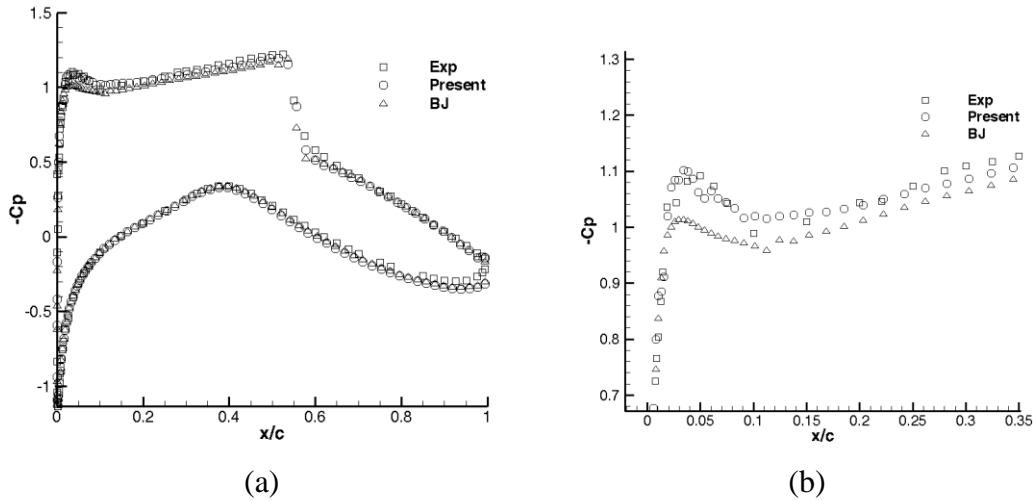 1.5
1
0.5
0
-0.5
-1
-Cp
Exp
Present
BJ
0 0.2 0.4 0.6 0.8 1
x/c
(a)
1.3
1.2
1.1
1
0.9
0.8
0.7
-Cp
Exp
Present
BJ
0 0.05 0.1 0.15 0.2 0.25 0.3 0.35
x/c
(b)